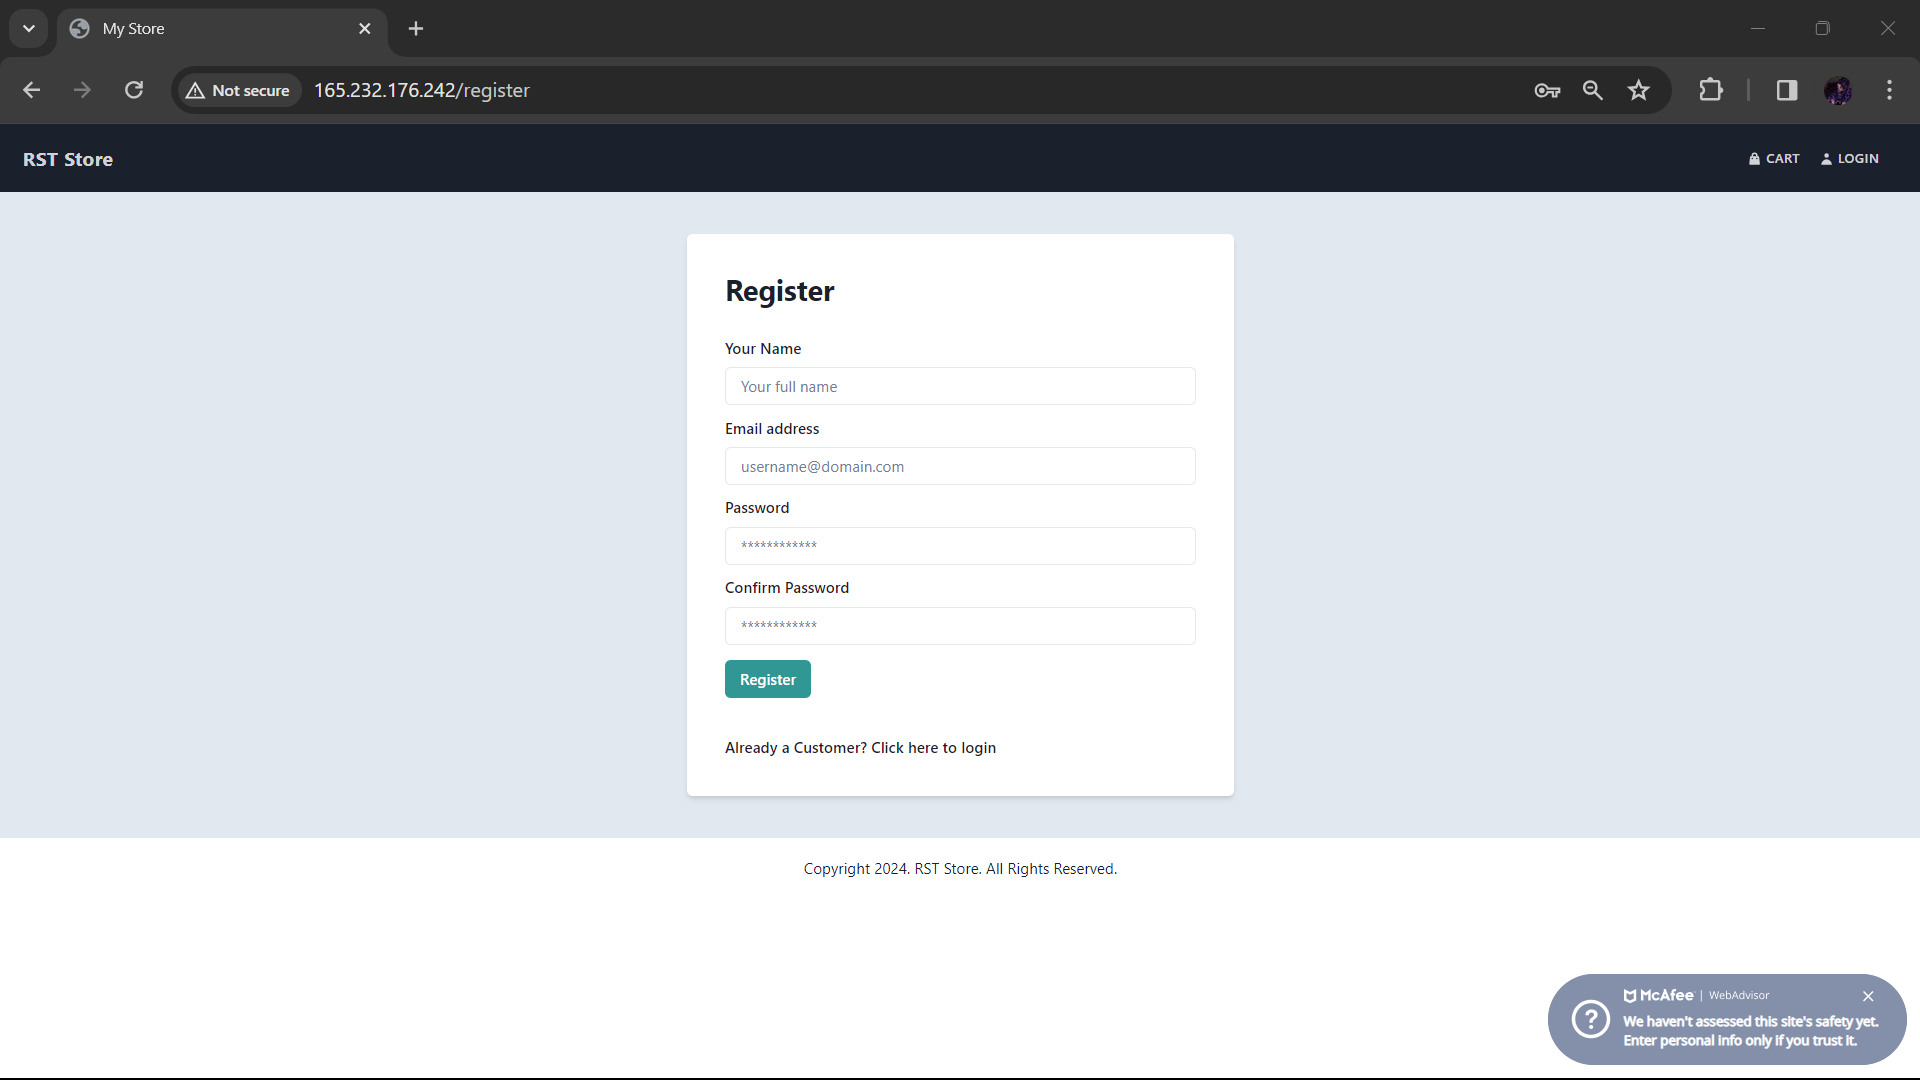 My Store
Not secure
165.232.176.242/register
RST Store
CART
LOGIN
Register
Your Name
Your full name
Email address
username@domain.com
Password
************
Confirm Password
************
Register
Already a Customer? Click here to login
Copyright 2024. RST Store. All Rights Reserved.
McAfee | WebAdvisor
We haven't assessed this site's safety yet.
Enter personal info only if you trust it.